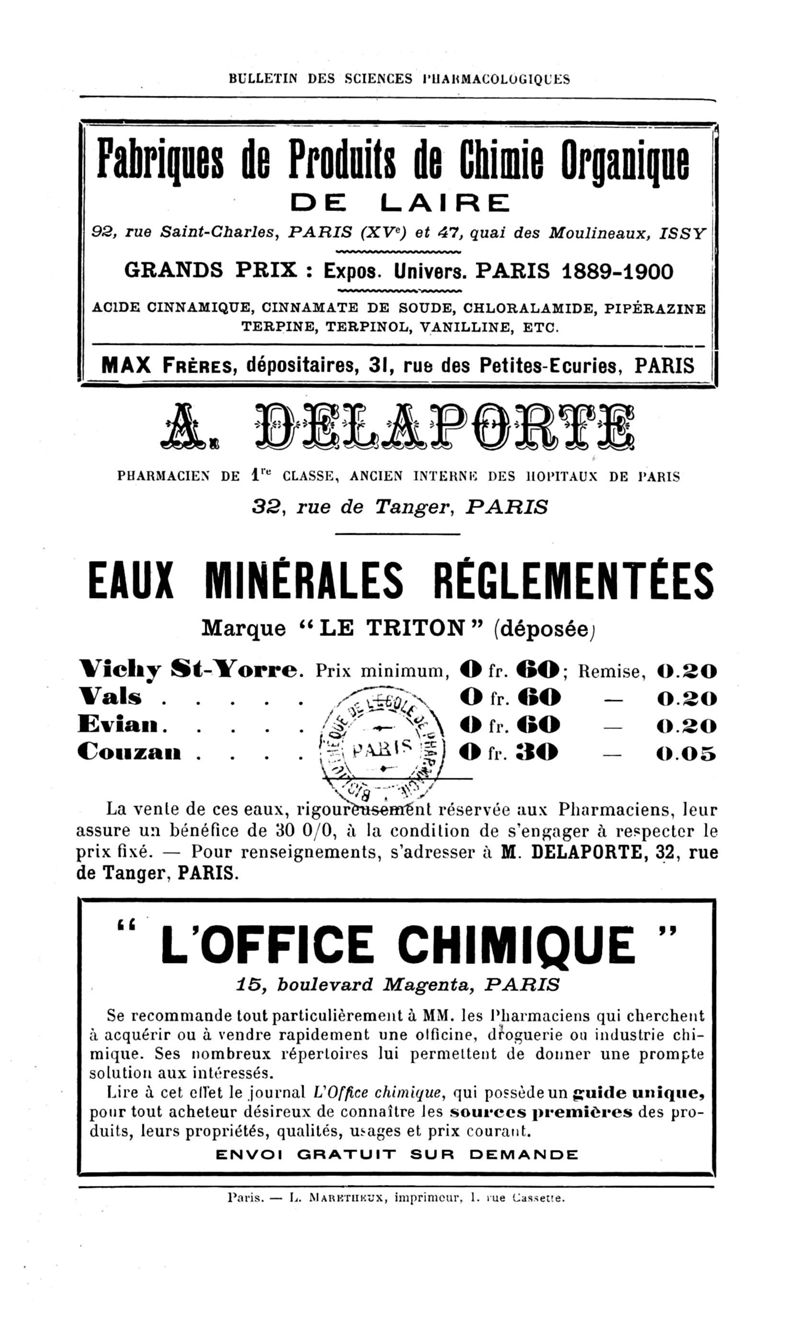 BULLETIN DES SCIENCES PHARMACOLOGIQUES
Fabriques de Produits de Chimie Organique
DE LAIRE
92, rue Saint-Charles, PARIS (XVe) et 47, quai des Moulineaux, ISSY
GRANDS PRIX : Expos. Univers. PARIS 1889-1900
ACIDE CINNAMIQUE, CINNAMATE DE SOUDE, CHLORALAMIDE, PIPÉRAZINE
TERPINE, TERPINOL, VANILLINE, ETC.
MAX FRÈRES, dépositaires, 31, rue des Petites-Ecuries, PARIS
A. DELAPORTE
PHARMACIEN DE 1re CLASSE, ANCIEN INTERNE DES HOPITAUX DE PARIS
32, rue de Tanger, PARIS
EAUX MINÉRALES RÉGLEMENTÉES
Marque “LE TRITON” (déposée)
Vichy St-Yorre. Prix minimum, 0 fr. 60; Remise, 0.20
Vals . . . . . 0 fr. 60 — 0.20
Evian. . . . . 0 fr. 60 — 0.20
Couzan . . . . 0 fr. 30 — 0.05
BIBLIOTHÈQUE DE L'ÉCOLE DE PHARMACIE
PARIS
La vente de ces eaux, rigoureusement réservée aux Pharmaciens, leur
assure un bénéfice de 30 0/0, à la condition de s'engager à respecter le
prix fixé. — Pour renseignements, s'adresser à M. DELAPORTE, 32, rue
de Tanger, PARIS.
“ L'OFFICE CHIMIQUE ”
15, boulevard Magenta, PARIS
Se recommande tout particulièrement à MM. les Pharmaciens qui cherchent
à acquérir ou à vendre rapidement une officine, droguerie ou industrie chi-
mique. Ses nombreux répertoires lui permettent de donner une prompte
solution aux intéressés.
Lire à cet effet le journal L'Office chimique, qui possède un guide unique,
pour tout acheteur désireux de connaître les sources premières des pro-
duits, leurs propriétés, qualités, usages et prix courant.
ENVOI GRATUIT SUR DEMANDE
Paris. — L. MARETHEUX, imprimeur, 1. rue Cassette.